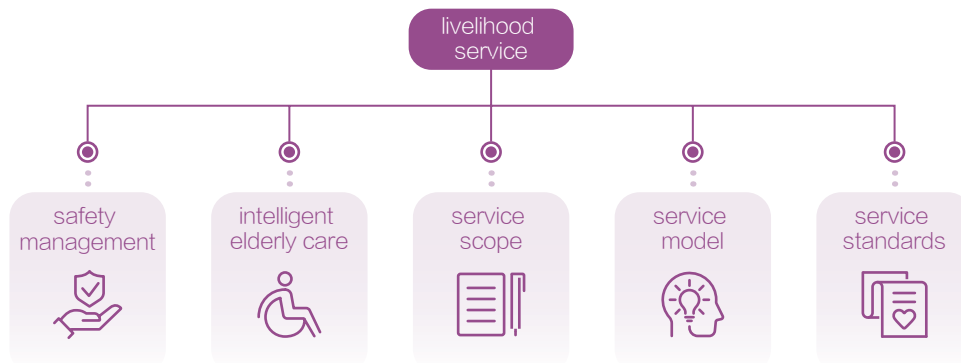 livelihood
service
safety
management
intelligent
elderly care
service
scope
service
model
service
standards